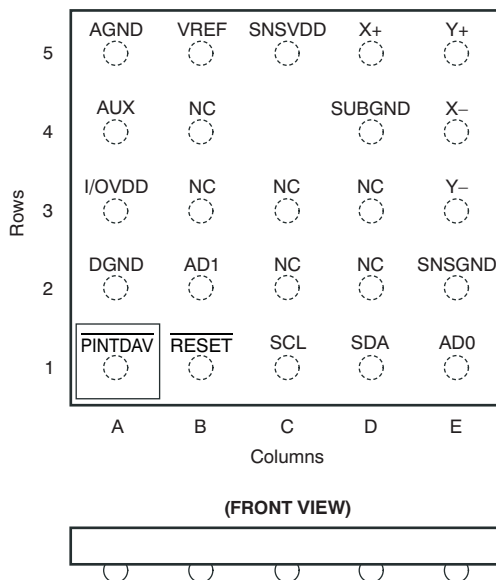 AGND VREF SNSVDD X+ Y+
5
AUX NC SUBGND X–
4
I/OVDD NC NC NC Y–
3
Rows
DGND AD1 NC NC SNSGND
2
PINTDAV RESET SCL SDA AD0
1
A B C D E
Columns
(FRONT VIEW)